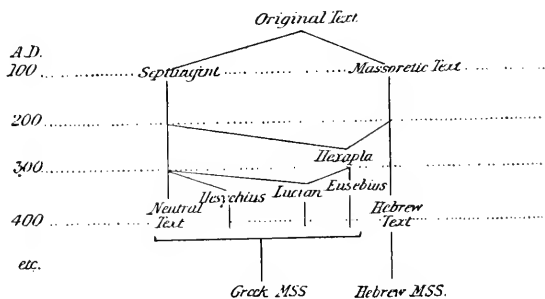 Original Text.
A.D.
100 Septuagint Massoretic Text
200
Hexapla
300
Hesychius Lucian Eusebius
Neutral Text Hebrew Text
400
etc.
Greek MSS Hebrew MSS.